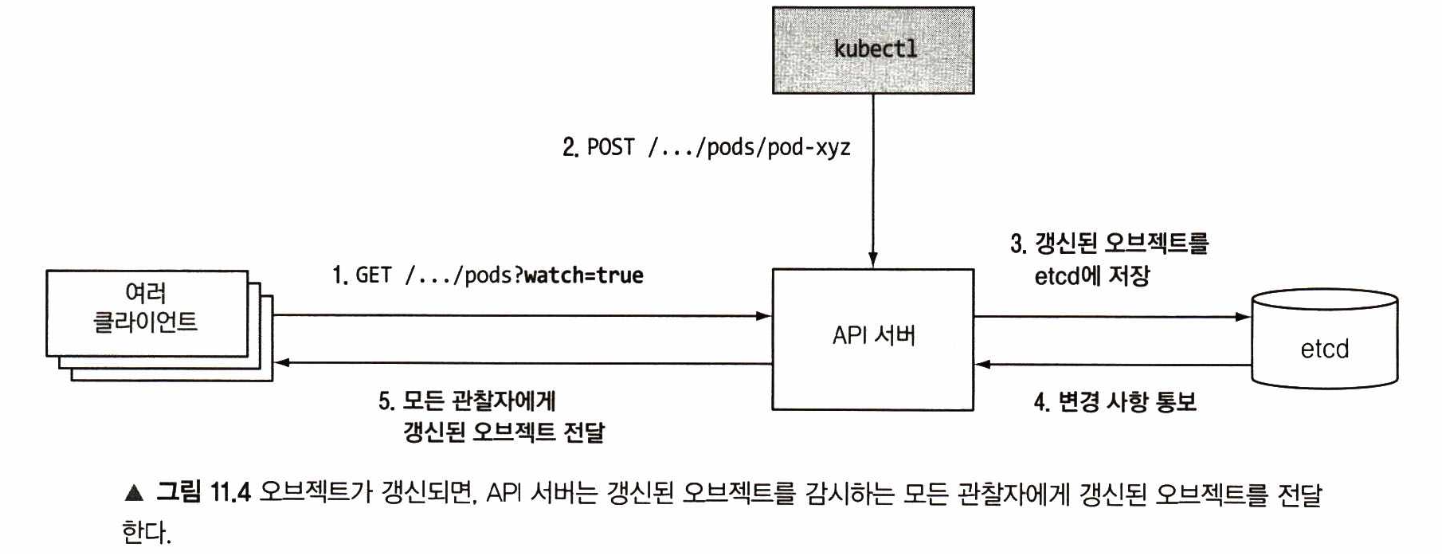 kubectl
2. POST /.../pods/pod-xyz
3. 갱신된 오브젝트를
etcd에 저장
1. GET /.../pods?watch=true
여러
클라이언트
API 서버
etcd
5. 모든 관찰자에게
갱신된 오브젝트 전달
4. 변경 사항 통보
▲ 그림 11.4 오브젝트가 갱신되면, API 서버는 갱신된 오브젝트를 감시하는 모든 관찰자에게 갱신된 오브젝트를 전달
한다.